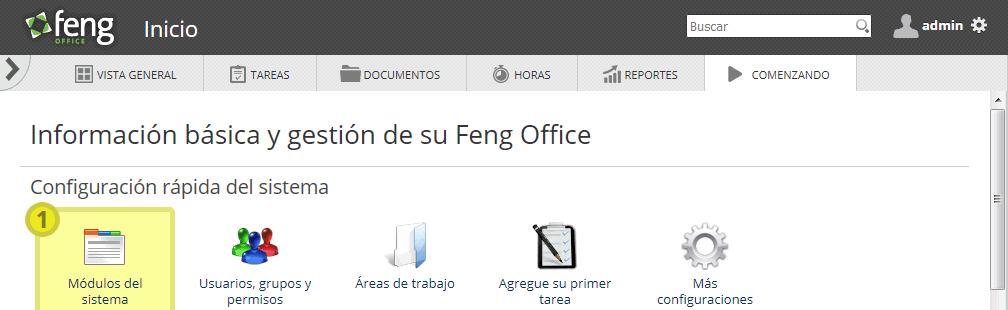 feng
OFFICE
Inicio
Buscar
admin
VISTA GENERAL
TAREAS
DOCUMENTOS
HORAS
REPORTES
COMENZANDO
Información básica y gestión de su Feng Office
Configuración rápida del sistema
1
Módulos del
sistema
Usuarios, grupos y
permisos
Áreas de trabajo
Agregue su primer
tarea
Más
configuraciones